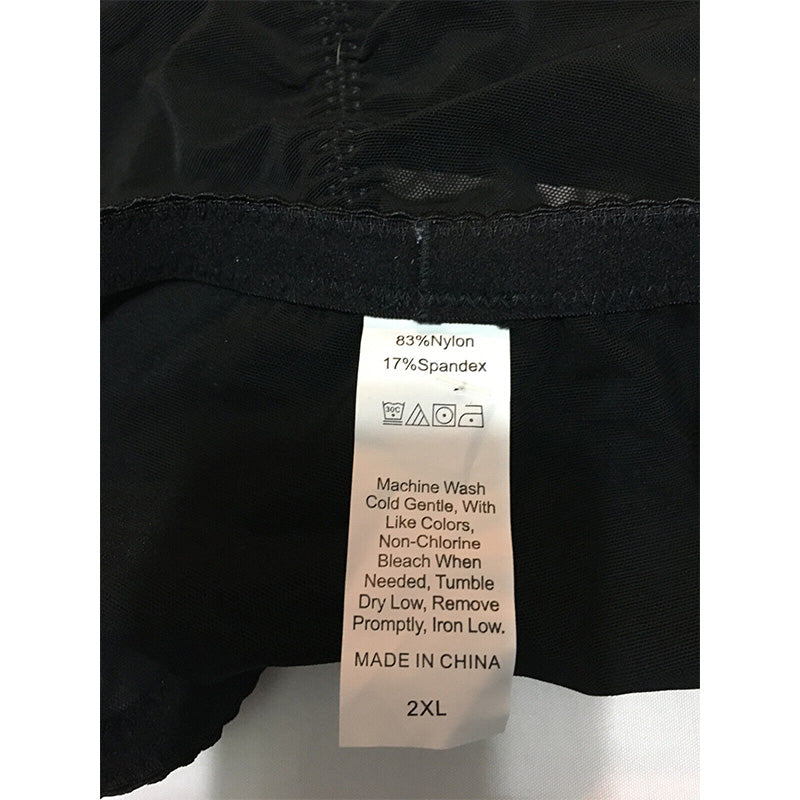 83%Nylon
17%Spandex
30C
Machine Wash
Cold Gentle, With
Like Colors,
Non-Chlorine
Bleach When
Needed, Tumble
Dry Low, Remove
Promptly, Iron Low.
MADE IN CHINA
2XL